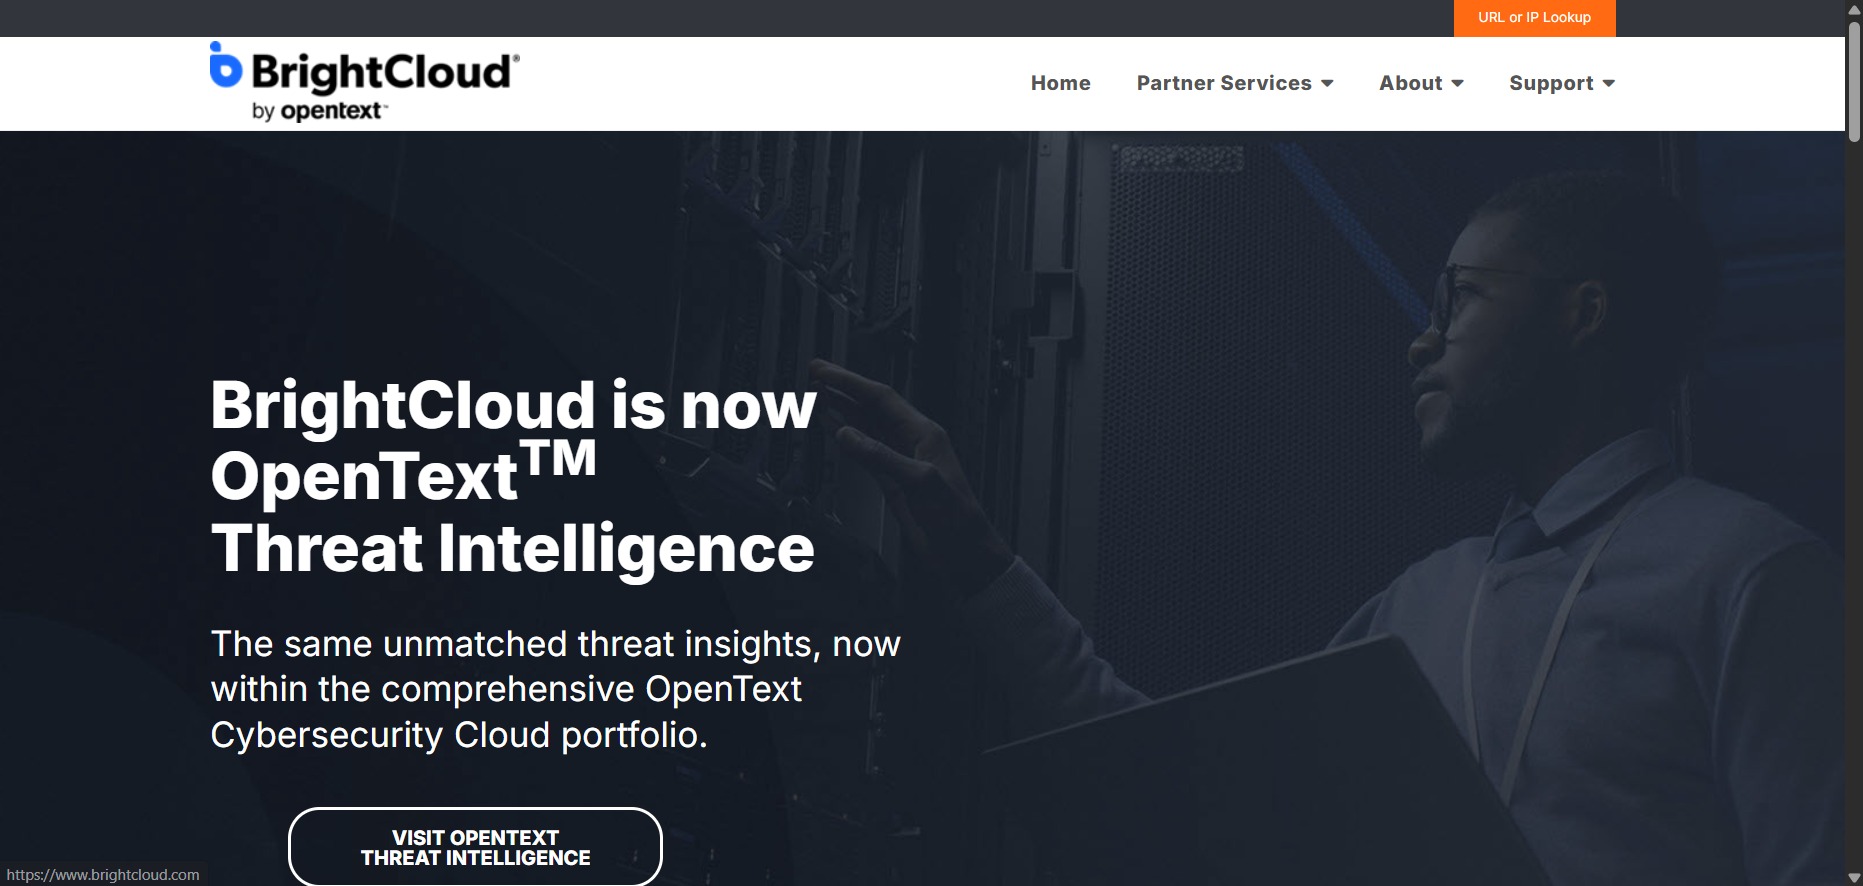 URL or IP Lookup
BrightCloud®
by opentext™
Home
Partner Services
About
Support
BrightCloud is now
OpenText™
Threat Intelligence
The same unmatched threat insights, now
within the comprehensive OpenText
Cybersecurity Cloud portfolio.
VISIT OPENTEXT
THREAT INTELLIGENCE
https://www.brightcloud.com